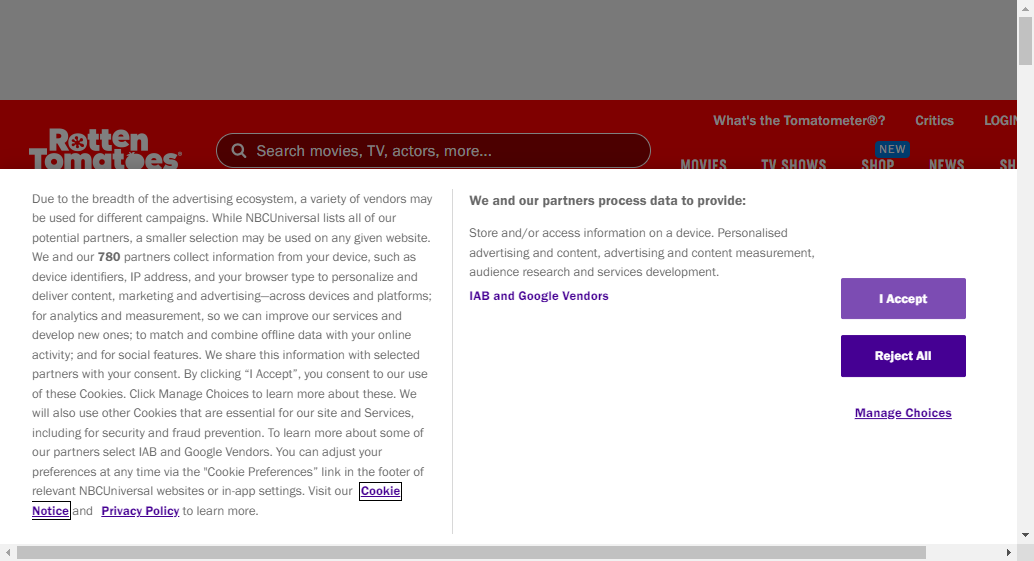 What's the Tomatometer®? Critics LOGIN
Rotten
Tomatoes®
Search movies, TV, actors, more...
NEW
MOVIES TV SHOWS SHOP NEWS SH
Due to the breadth of the advertising ecosystem, a variety of vendors may
be used for different campaigns. While NBCUniversal lists all of our
potential partners, a smaller selection may be used on any given website.
We and our 780 partners collect information from your device, such as
device identifiers, IP address, and your browser type to personalize and
deliver content, marketing and advertising—across devices and platforms;
for analytics and measurement, so we can improve our services and
develop new ones; to match and combine offline data with your online
activity; and for social features. We share this information with selected
partners with your consent. By clicking “I Accept”, you consent to our use
of these Cookies. Click Manage Choices to learn more about these. We
will also use other Cookies that are essential for our site and Services,
including for security and fraud prevention. To learn more about some of
our partners select IAB and Google Vendors. You can adjust your
preferences at any time via the "Cookie Preferences” link in the footer of
relevant NBCUniversal websites or in-app settings. Visit our Cookie
Notice and Privacy Policy to learn more.
We and our partners process data to provide:
Store and/or access information on a device. Personalised
advertising and content, advertising and content measurement,
audience research and services development.
IAB and Google Vendors
I Accept
Reject All
Manage Choices